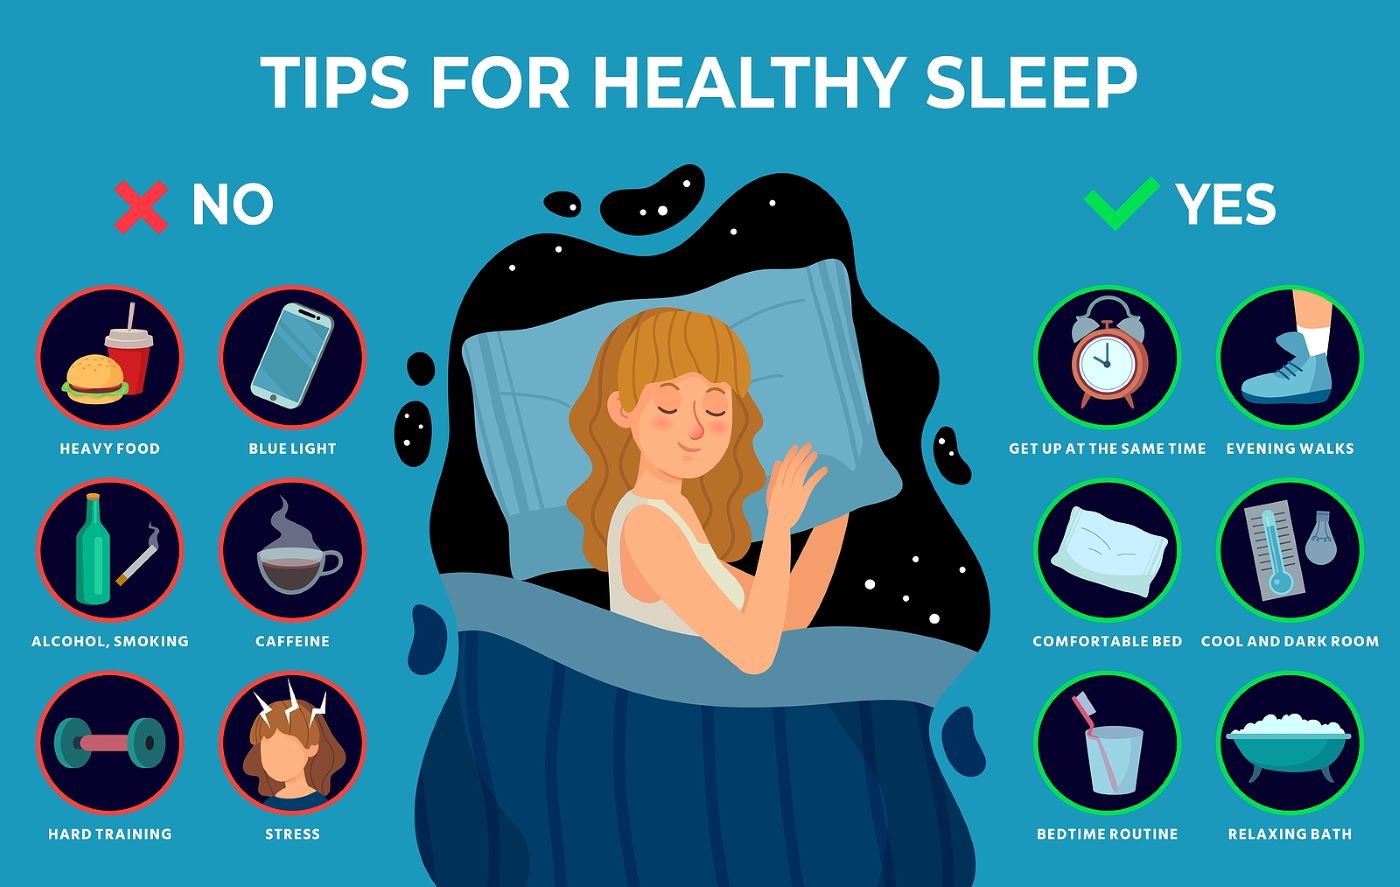 TIPS FOR HEALTHY SLEEP
NO
HEAVY FOOD
BLUE LIGHT
ALCOHOL, SMOKING
CAFFEINE
HARD TRAINING
STRESS
YES
GET UP AT THE SAME TIME
EVENING WALKS
COMFORTABLE BED
COOL AND DARK ROOM
BEDTIME ROUTINE
RELAXING BATH